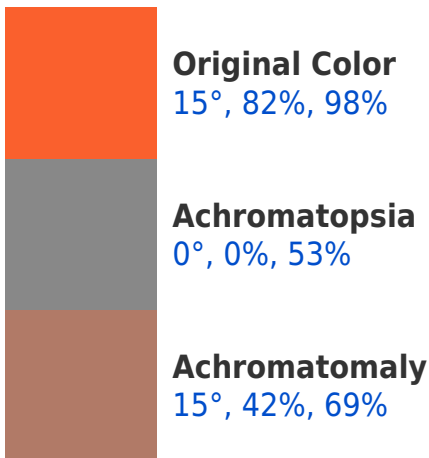 Original Color
15°, 82%, 98%
Achromatopsia
0°, 0%, 53%
Achromatomaly
15°, 42%, 69%